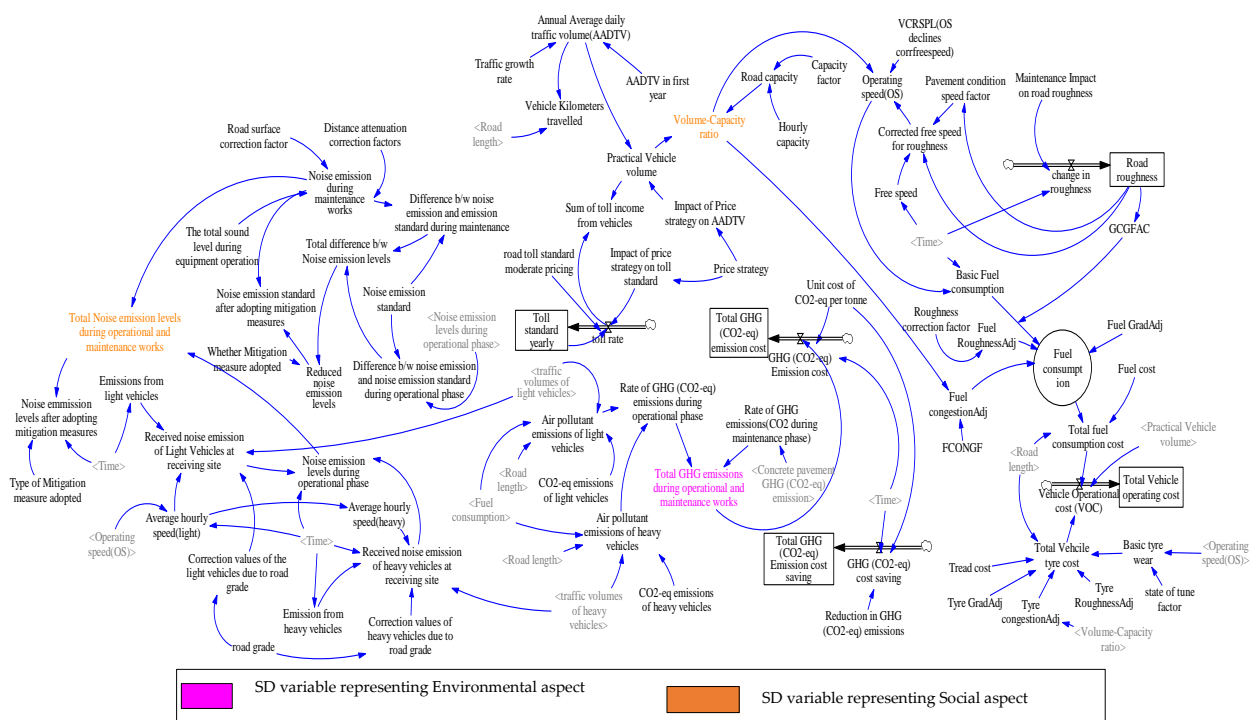 Annual Average daily
traffic volume(AADTV)
Traffic growth
rate
AADTV in first
year
Vehicle Kilometers
travelled
<Road
length>
Road capacity
Capacity
factor
Hourly
capacity
Volume-Capacity
ratio
Practical Vehicle
volume
VCRSPL(OS
declines
corrfreespeed)
Operating
speed(OS)
Pavement condition
speed factor
Corrected free speed
for roughness
Free speed
Maintenance Impact
on road roughness
change in
roughness
Road
roughness
<Time>
GCGFAC
Basic Fuel
consumption
Road surface
correction factor
Distance attenuation
correction factors
Noise emission
during
maintenance
works
The total sound
level during
equipment operation
Difference b/w noise
emission and emission
standard during maintenance
Total difference b/w
Noise emission levels
Noise emission standard
after adopting mitigation
measures
Noise emission
standard
<Noise emission
levels during
operational phase>
Whether Mitigation
measure adopted
Reduced
noise
emission
levels
Difference b/w noise emission
and noise emission standard
during operational phase
Sum of toll income
from vehicles
Impact of Price
strategy on AADTV
road toll standard
moderate pricing
Impact of price
strategy on toll
standard
Price strategy
Toll
standard
yearly
toll rate
Total Noise emission levels
during operational and
maintenance works
Noise emmission
levels after adopting
mitigation measures
Type of Mitigation
measure adopted
<Time>
Emissions from
light vehicles
Received noise emission
of Light Vehicles at
receiving site
Noise emission
levels during
operational phase
Average hourly
speed(light)
Average hourly
speed(heavy)
<Operating
speed(OS)>
<Time>
Correction values of the
light vehicles due to road
grade
Received noise emission
of heavy vehicles at
receiving site
Emission from
heavy vehicles
Correction values of
heavy vehicles due to
road grade
road grade
<traffic
volumes of
light vehicles>
Air pollutant
emissions of light
vehicles
<Road
length>
CO2-eq emissions
of light vehicles
<Fuel
consumption>
Air pollutant
emissions of heavy
vehicles
<Road length>
<traffic volumes
of heavy
vehicles>
CO2-eq emissions
of heavy vehicles
Rate of GHG (CO2-eq)
emissions during
operational phase
Rate of GHG
emissions(CO2 during
maintenance phase)
<Concrete pavement
GHG (CO2-eq)
emission>
Total GHG emissions
during operational and
maintenance works
Total GHG
(CO2-eq)
emission cost
Unit cost of
CO2-eq per tonne
GHG (CO2-eq)
Emission cost
<Time>
Total GHG
(CO2-eq)
Emission cost
saving
GHG (CO2-eq)
cost saving
Reduction in GHG
(CO2-eq) emissions
Roughness
correction factor
Fuel
RoughnessAdj
Fuel
consumpt
ion
Fuel GradAdj
Fuel cost
Fuel
congestionAdj
FCONGF
Total fuel
consumption cost
<Practical Vehicle
volume>
<Road
length>
Vehicle Operational
cost (VOC)
Total Vehicle
operating cost
Total Vehcile
tyre cost
Basic tyre
wear
<Operating
speed(OS)>
state of tune
factor
Tread cost
Tyre GradAdj
Tyre
congestionAdj
Tyre
RoughnessAdj
<Volume-Capacity
ratio>
SD variable representing Environmental aspect
SD variable representing Social aspect